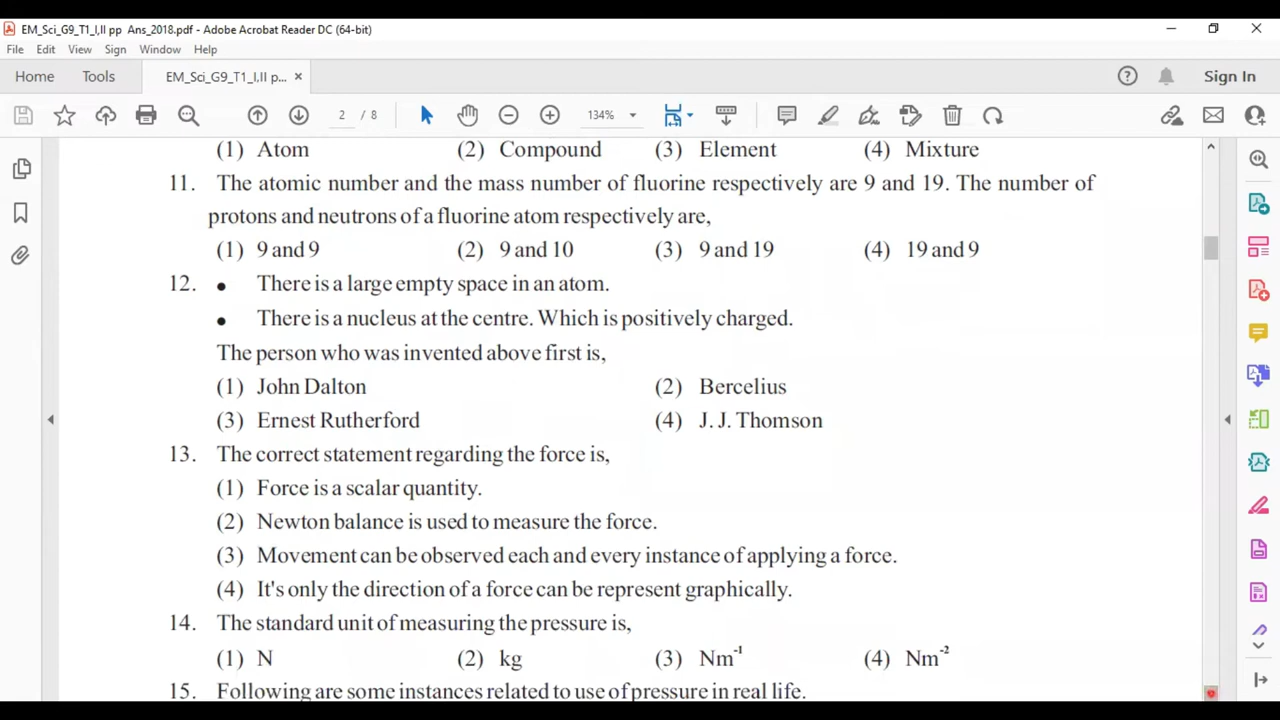 EM_Sci_G9_T1_I,II pp Ans_2018.pdf - Adobe Acrobat Reader DC (64-bit)
File Edit View Sign Window Help
Home Tools EM_Sci_G9_T1_I,II p... × Sign In
2 / 8 134%
(1) Atom (2) Compound (3) Element (4) Mixture
11. The atomic number and the mass number of fluorine respectively are 9 and 19. The number of
protons and neutrons of a fluorine atom respectively are,
(1) 9 and 9 (2) 9 and 10 (3) 9 and 19 (4) 19 and 9
12. • There is a large empty space in an atom.
• There is a nucleus at the centre. Which is positively charged.
The person who was invented above first is,
(1) John Dalton (2) Bercelius
(3) Ernest Rutherford (4) J. J. Thomson
13. The correct statement regarding the force is,
(1) Force is a scalar quantity.
(2) Newton balance is used to measure the force.
(3) Movement can be observed each and every instance of applying a force.
(4) It's only the direction of a force can be represent graphically.
14. The standard unit of measuring the pressure is,
(1) N (2) kg (3) Nm⁻¹ (4) Nm⁻²
15. Following are some instances related to use of pressure in real life.